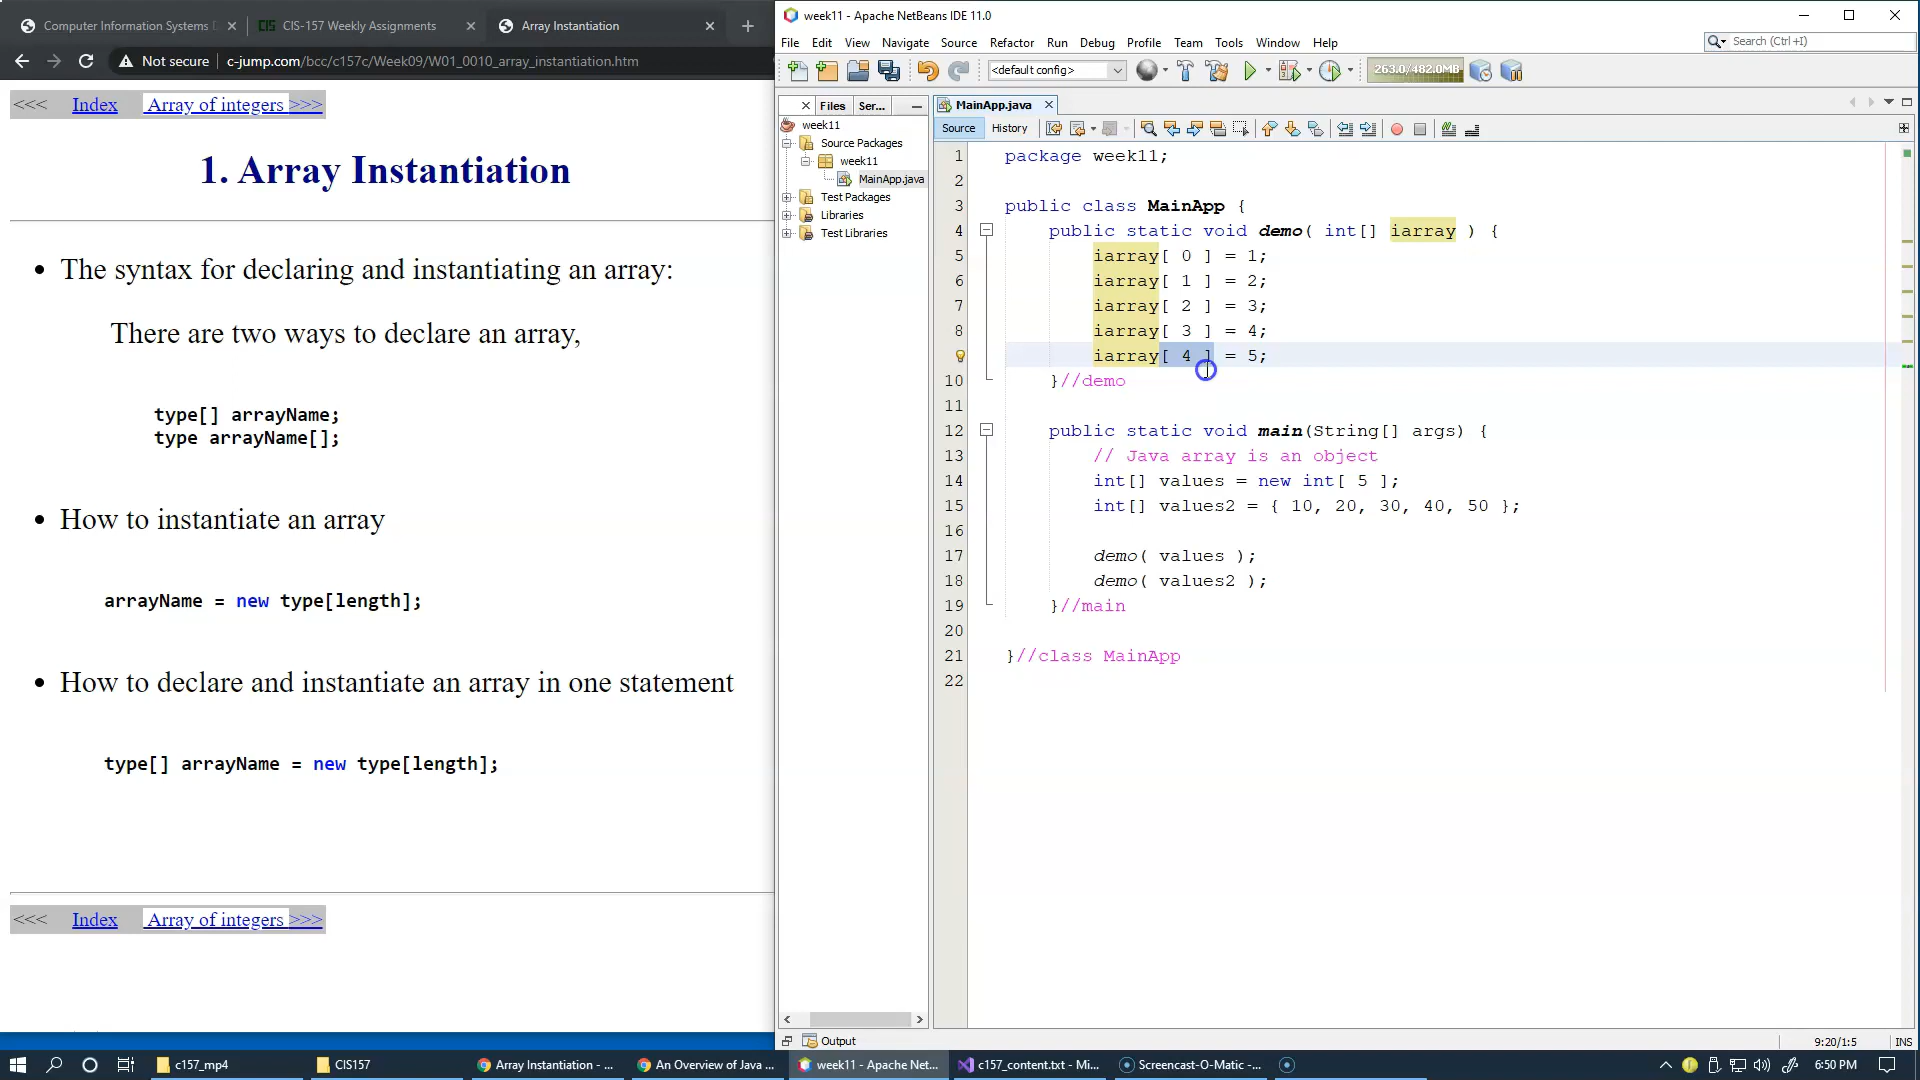 Computer Information Systems D
CIS CIS-157 Weekly Assignments
Array Instantiation
Not secure c-jump.com/bcc/c157c/Week09/W01_0010_array_instantiation.htm
<<< Index Array of integers >>>
1. Array Instantiation
• The syntax for declaring and instantiating an array:
There are two ways to declare an array,
type[] arrayName;
type arrayName[];
• How to instantiate an array
arrayName = new type[length];
• How to declare and instantiate an array in one statement
type[] arrayName = new type[length];
<<< Index Array of integers >>>
week11 - Apache NetBeans IDE 11.0
File Edit View Navigate Source Refactor Run Debug Profile Team Tools Window Help
Search (Ctrl+I)
<default config>
263.0/482.0MB
Files Ser...
week11
Source Packages
week11
MainApp.java
Test Packages
Libraries
Test Libraries
MainApp.java
Source History
1 package week11;
2
3 public class MainApp {
4 public static void demo( int[] iarray ) {
5 iarray[ 0 ] = 1;
6 iarray[ 1 ] = 2;
7 iarray[ 2 ] = 3;
8 iarray[ 3 ] = 4;
iarray[ 4 ] = 5;
10 }//demo
11
12 public static void main(String[] args) {
13 // Java array is an object
14 int[] values = new int[ 5 ];
15 int[] values2 = { 10, 20, 30, 40, 50 };
16
17 demo( values );
18 demo( values2 );
19 }//main
20
21 }//class MainApp
22
Output
9:20/1:5 INS
c157_mp4
CIS157
Array Instantiation - ...
An Overview of Java ...
week11 - Apache Net...
c157_content.txt - Mi...
Screencast-O-Matic -...
6:50 PM